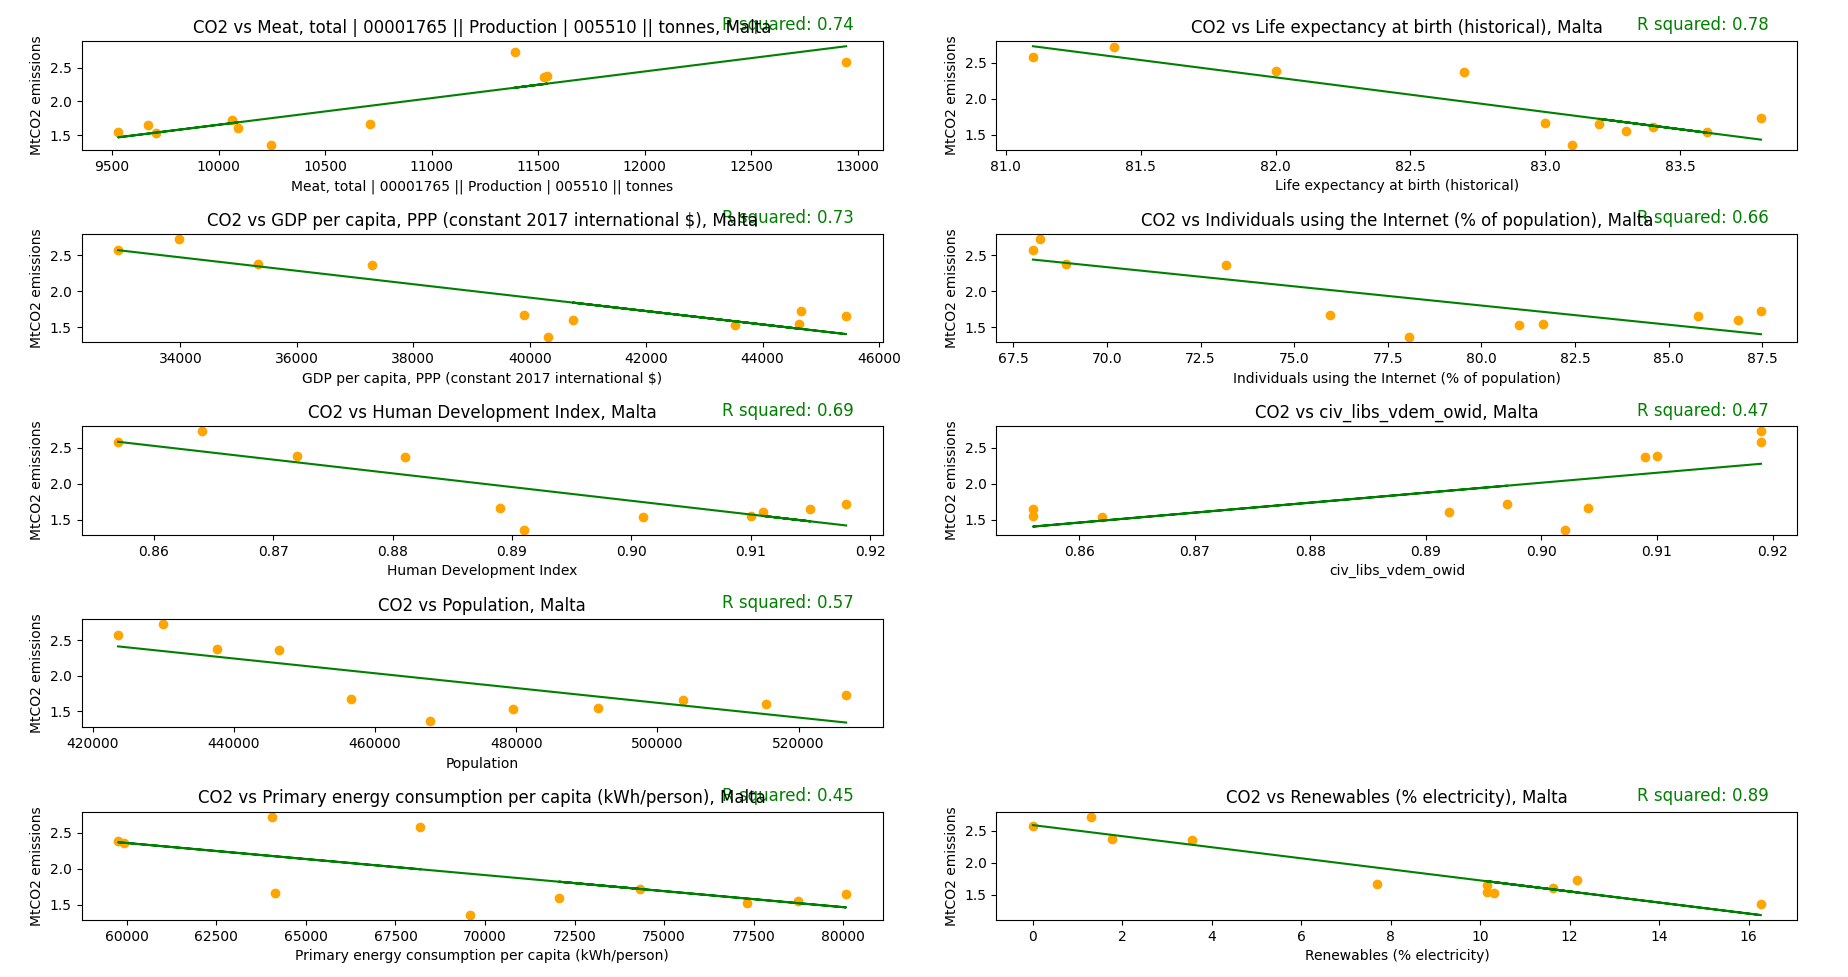 CO2 vs Meat, total | 00001765 || Production | 005510 || tonnes, Malta
R squared: 0.74
MtCO2 emissions
2.5
2.0
1.5
9500 10000 10500 11000 11500 12000 12500 13000
Meat, total | 00001765 || Production | 005510 || tonnes
CO2 vs Life expectancy at birth (historical), Malta
R squared: 0.78
MtCO2 emissions
2.5
2.0
1.5
81.0 81.5 82.0 82.5 83.0 83.5
Life expectancy at birth (historical)
CO2 vs GDP per capita, PPP (constant 2017 international $), Malta
R squared: 0.73
MtCO2 emissions
2.5
2.0
1.5
34000 36000 38000 40000 42000 44000 46000
GDP per capita, PPP (constant 2017 international $)
CO2 vs Individuals using the Internet (% of population), Malta
R squared: 0.66
MtCO2 emissions
2.5
2.0
1.5
67.5 70.0 72.5 75.0 77.5 80.0 82.5 85.0 87.5
Individuals using the Internet (% of population)
CO2 vs Human Development Index, Malta
R squared: 0.69
MtCO2 emissions
2.5
2.0
1.5
0.86 0.87 0.88 0.89 0.90 0.91 0.92
Human Development Index
CO2 vs civ_libs_vdem_owid, Malta
R squared: 0.47
MtCO2 emissions
2.5
2.0
1.5
0.86 0.87 0.88 0.89 0.90 0.91 0.92
civ_libs_vdem_owid
CO2 vs Population, Malta
R squared: 0.57
MtCO2 emissions
2.5
2.0
1.5
420000 440000 460000 480000 500000 520000
Population
CO2 vs Primary energy consumption per capita (kWh/person), Malta
R squared: 0.45
MtCO2 emissions
2.5
2.0
1.5
60000 62500 65000 67500 70000 72500 75000 77500 80000
Primary energy consumption per capita (kWh/person)
CO2 vs Renewables (% electricity), Malta
R squared: 0.89
MtCO2 emissions
2.5
2.0
1.5
0 2 4 6 8 10 12 14 16
Renewables (% electricity)